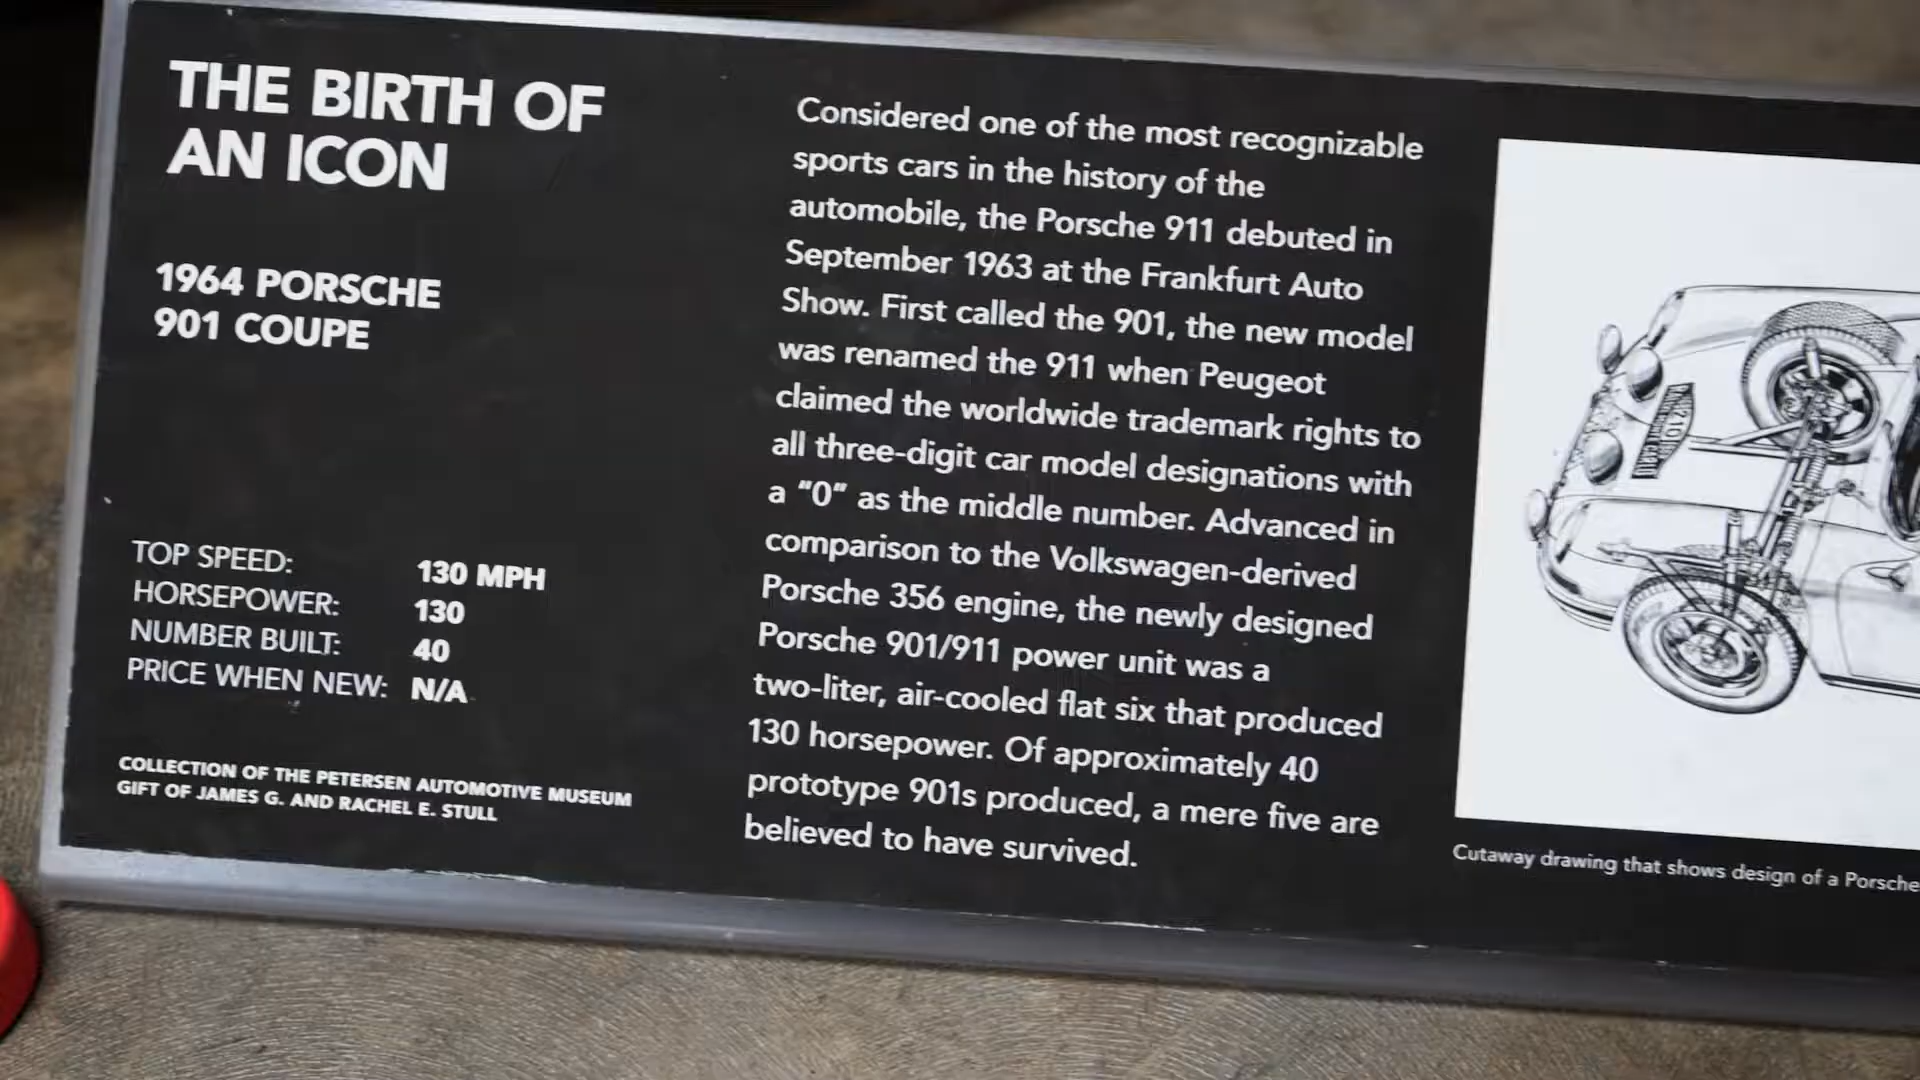 THE BIRTH OF
AN ICON
1964 PORSCHE
901 COUPE
TOP SPEED: 130 MPH
HORSEPOWER: 130
NUMBER BUILT: 40
PRICE WHEN NEW: N/A
COLLECTION OF THE PETERSEN AUTOMOTIVE MUSEUM
GIFT OF JAMES G. AND RACHEL E. STULL
Considered one of the most recognizable
sports cars in the history of the
automobile, the Porsche 911 debuted in
September 1963 at the Frankfurt Auto
Show. First called the 901, the new model
was renamed the 911 when Peugeot
claimed the worldwide trademark rights to
all three-digit car model designations with
a "0" as the middle number. Advanced in
comparison to the Volkswagen-derived
Porsche 356 engine, the newly designed
Porsche 901/911 power unit was a
two-liter, air-cooled flat six that produced
130 horsepower. Of approximately 40
prototype 901s produced, a mere five are
believed to have survived.
Cutaway drawing that shows design of a Porsche